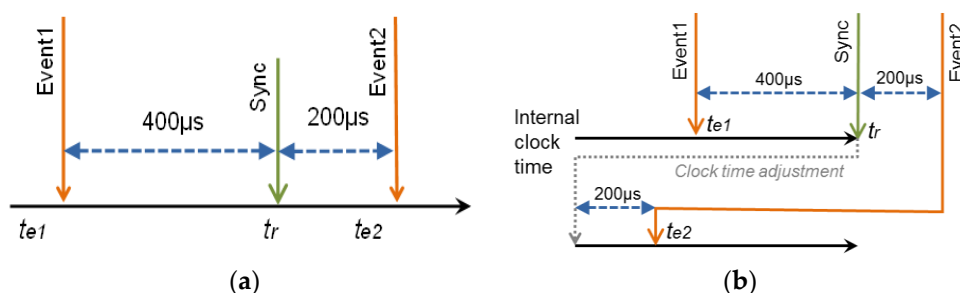 Event1
Sync
Event2
400µs
200µs
te1
tr
te2
(a)
Event1
Sync
Event2
400µs
200µs
Internal
clock
time
te1
tr
Clock time adjustment
200µs
te2
(b)